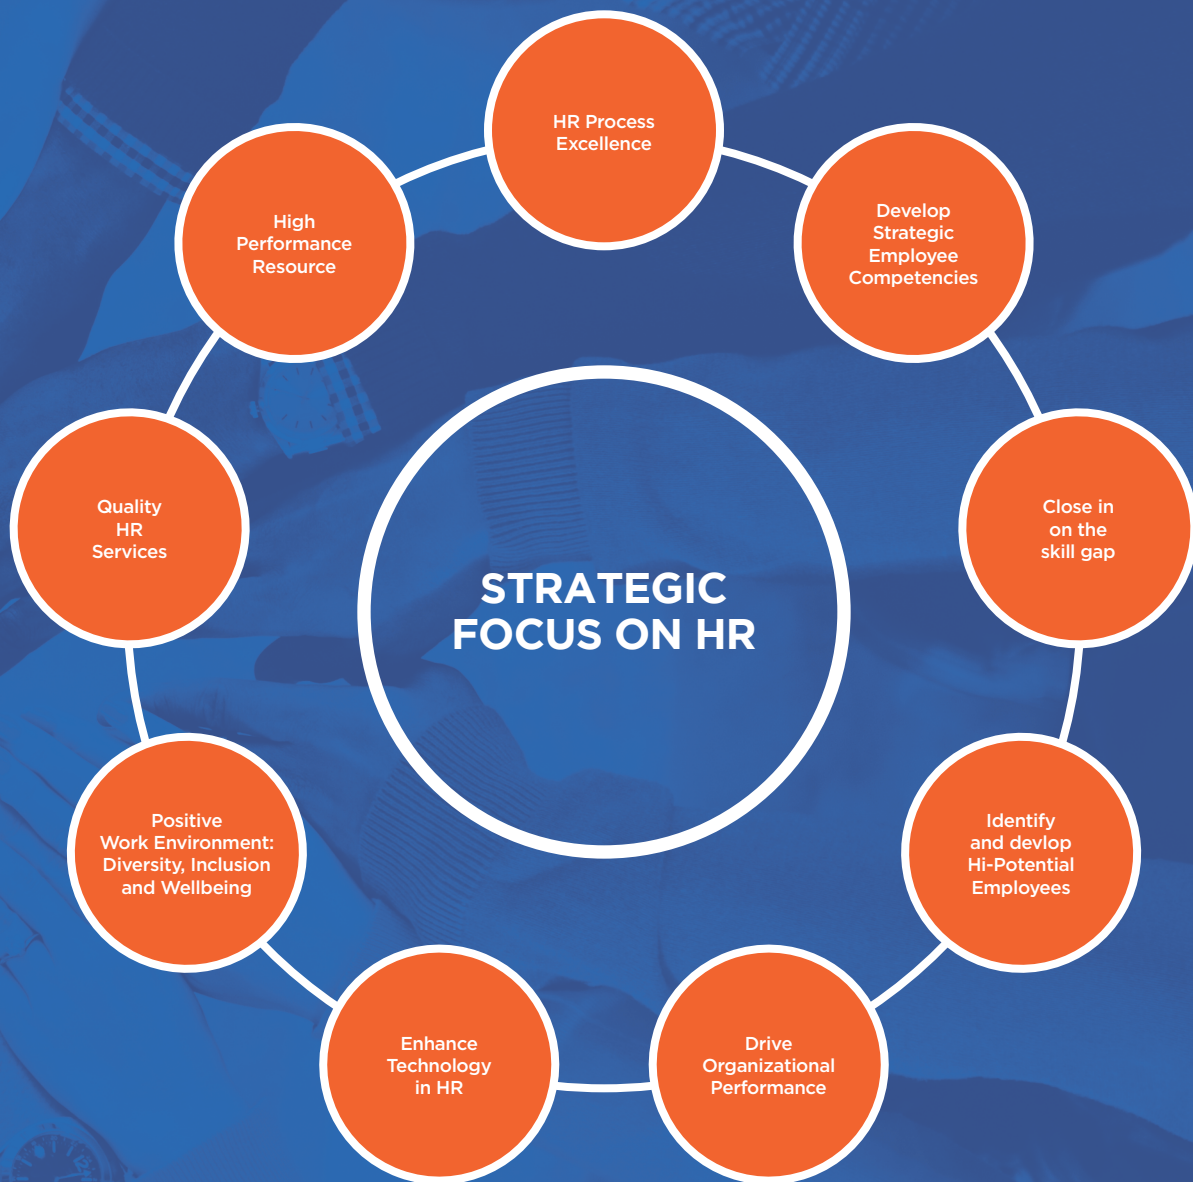 HR Process
Excellence
Develop
Strategic
Employee
Competencies
Close in
on the
skill gap
Identify
and devlop
Hi-Potential
Employees
Drive
Organizational
Performance
Enhance
Technology
in HR
Positive
Work Environment:
Diversity, Inclusion
and Wellbeing
Quality
HR
Services
High
Performance
Resource
STRATEGIC
FOCUS ON HR